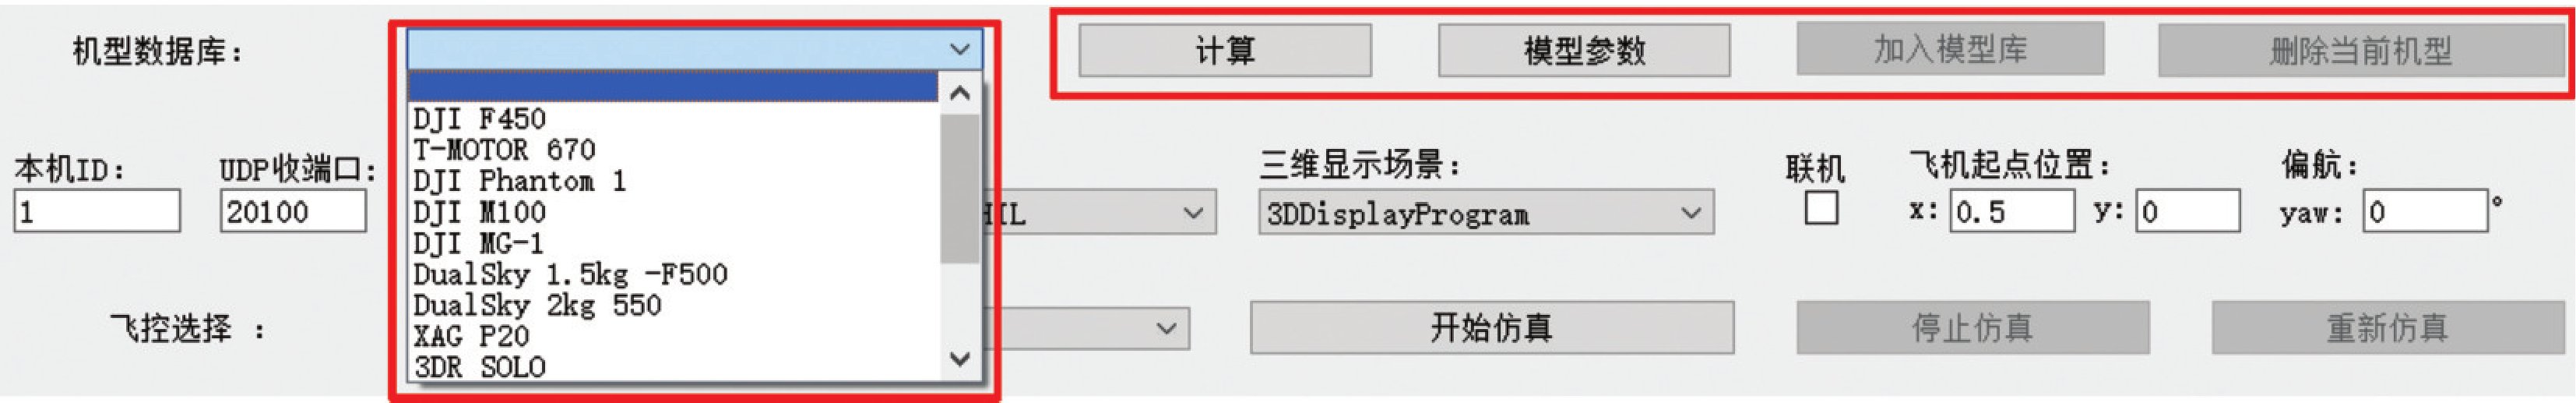 机型数据库： 计算 模型参数 加入模型库 删除当前机型
DJI F450
T-MOTOR 670
DJI Phantom 1
DJI M100
DJI MG-1
DualSky 1.5kg -F500
DualSky 2kg 550
XAG P20
3DR SOLO
本机ID： UDP收端口： 三维显示场景： 联机 飞机起点位置： 偏航：
1 20100 3DDisplayProgram x: 0.5 y: 0 yaw: 0 °
飞控选择 ： 开始仿真 停止仿真 重新仿真